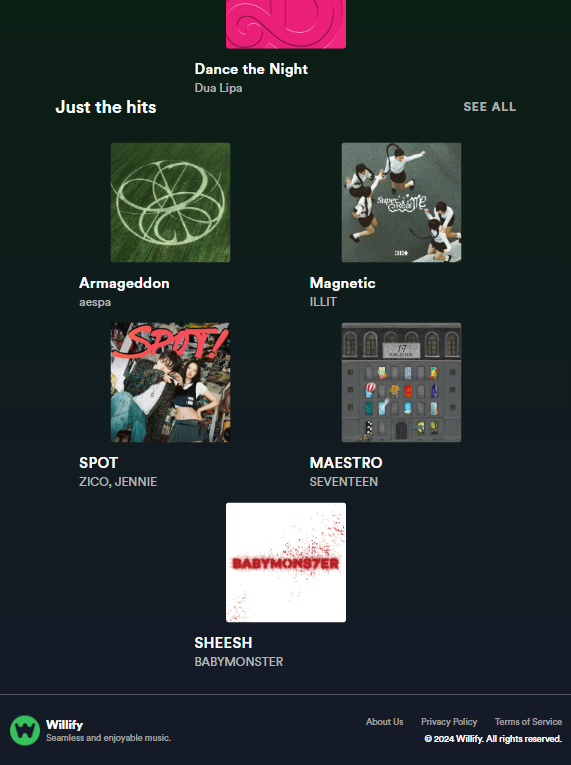 Dance the Night
Dua Lipa
Just the hits
SEE ALL
Super
Real
ME
Armageddon
aespa
Magnetic
ILLIT
SPOT!
17
SPOT
ZICO, JENNIE
MAESTRO
SEVENTEEN
BABYMONS7ER
SHEESH
BABYMONSTER
Willify
Seamless and enjoyable music.
About Us
Privacy Policy
Terms of Service
© 2024 Willify. All rights reserved.